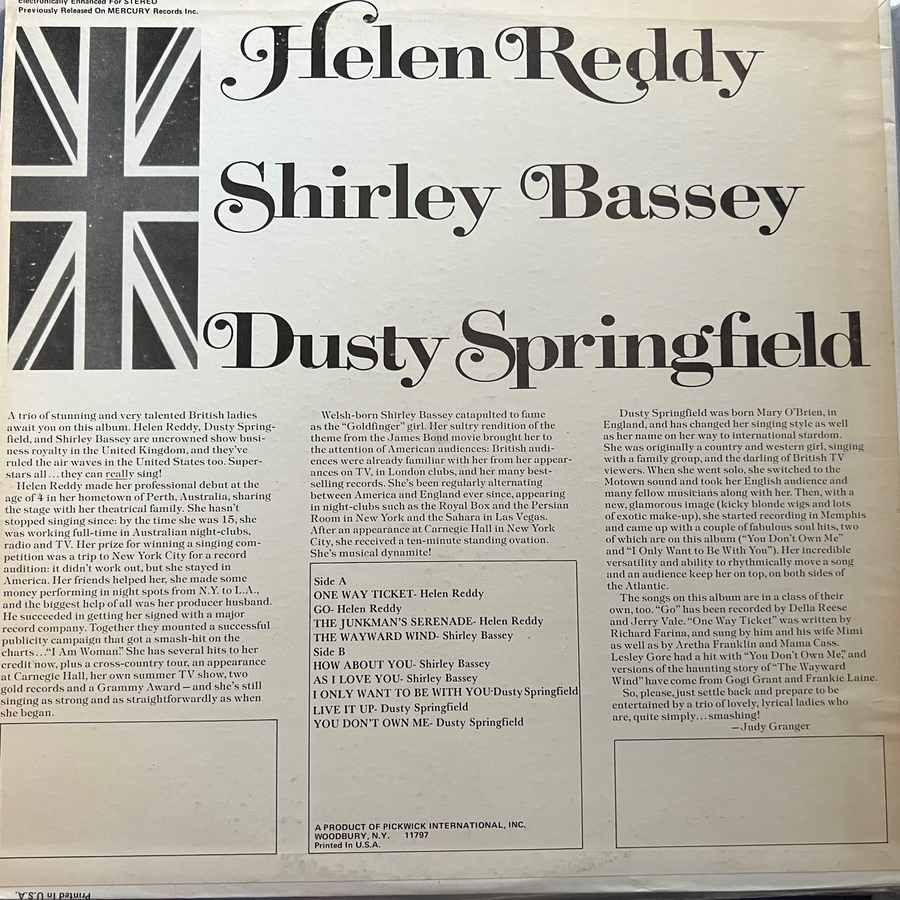 Electronically Enhanced For STEREO
Previously Released On MERCURY Records Inc.
Helen Reddy
Shirley Bassey
Dusty Springfield
A trio of stunning and very talented British ladies
await you on this album. Helen Reddy, Dusty Spring-
field, and Shirley Bassey are uncrowned show busi-
ness royalty in the United Kingdom, and they've
ruled the air waves in the United States too. Super-
stars all...they can really sing!
Helen Reddy made her professional debut at the
age of 4 in her hometown of Perth, Australia, sharing
the stage with her theatrical family. She hasn't
stopped singing since: by the time she was 15, she
was working full-time in Australian night-clubs,
radio and TV. Her prize for winning a singing com-
petition was a trip to New York City for a record
audition: it didn't work out, but she stayed in
America. Her friends helped her, she made some
money performing in night spots from N.Y. to L.A.,
and the biggest help of all was her producer husband.
He succeeded in getting her signed with a major
record company. Together they mounted a successful
publicity campaign that got a smash-hit on the
charts..."I Am Woman." She has several hits to her
credit now, plus a cross-country tour, an appearance
at Carnegie Hall, her own summer TV show, two
gold records and a Grammy Award — and she's still
singing as strong and as straightforwardly as when
she began.
Welsh-born Shirley Bassey catapulted to fame
as the "Goldfinger" girl. Her sultry rendition of the
theme from the James Bond movie brought her to
the attention of American audiences: British audi-
ences were already familiar with her from her appear-
ances on TV, in London clubs, and her many best-
selling records. She's been regularly alternating
between America and England ever since, appearing
in night-clubs such as the Royal Box and the Persian
Room in New York and the Sahara in Las Vegas.
After an appearance at Carnegie Hall in New York
City, she received a ten-minute standing ovation.
She's musical dynamite!
Side A
ONE WAY TICKET- Helen Reddy
GO- Helen Reddy
THE JUNKMAN'S SERENADE- Helen Reddy
THE WAYWARD WIND- Shirley Bassey
Side B
HOW ABOUT YOU- Shirley Bassey
AS I LOVE YOU- Shirley Bassey
I ONLY WANT TO BE WITH YOU-Dusty Springfield
LIVE IT UP- Dusty Springfield
YOU DON'T OWN ME- Dusty Springfield
A PRODUCT OF PICKWICK INTERNATIONAL, INC.
WOODBURY, N.Y. 11797
Printed In U.S.A.
Dusty Springfield was born Mary O'Brien, in
England, and has changed her singing style as well
as her name on her way to international stardom.
She was originally a country and western girl, singing
with a family group, and the darling of British TV
viewers. When she went solo, she switched to the
Motown sound and took her English audience and
many fellow musicians along with her. Then, with a
new, glamorous image (kicky blonde wigs and lots
of exotic make-up), she started recording in Memphis
and came up with a couple of fabulous soul hits, two
of which are on this album ("You Don't Own Me"
and "I Only Want to Be With You"). Her incredible
versatility and ability to rhythmically move a song
and an audience keep her on top, on both sides of
the Atlantic.
The songs on this album are in a class of their
own, too. "Go" has been recorded by Della Reese
and Jerry Vale. "One Way Ticket" was written by
Richard Farina, and sung by him and his wife Mimi
as well as by Aretha Franklin and Mama Cass.
Lesley Gore had a hit with "You Don't Own Me," and
versions of the haunting story of "The Wayward
Wind" have come from Gogi Grant and Frankie Laine.
So, please, just settle back and prepare to be
entertained by a trio of lovely, lyrical ladies who
are, quite simply...smashing!
—Judy Granger
Printed In U.S.A.